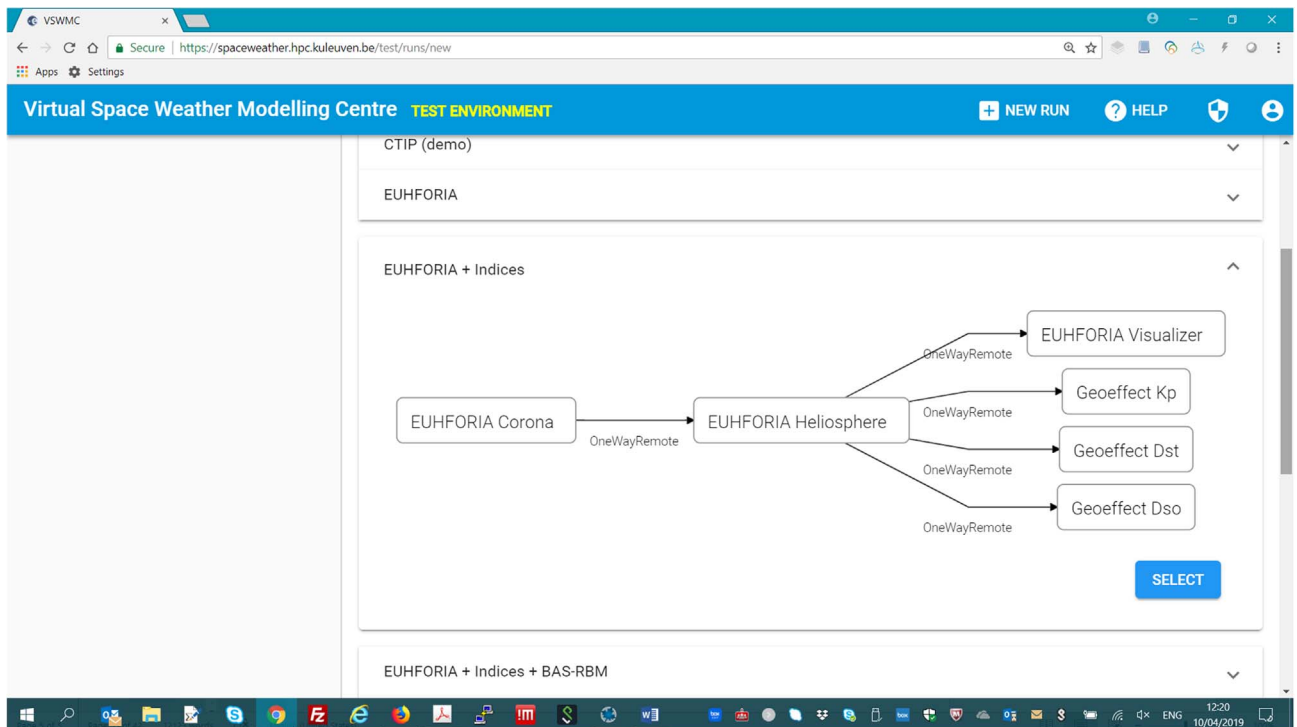 VSWMC
Secure https://spaceweather.hpc.kuleuven.be/test/runs/new
Apps Settings
Virtual Space Weather Modelling Centre TEST ENVIRONMENT NEW RUN HELP
CTIP (demo)
EUHFORIA
EUHFORIA + Indices
EUHFORIA Visualizer
OneWayRemote
Geoeffect Kp
OneWayRemote
EUHFORIA Corona
OneWayRemote
EUHFORIA Heliosphere
Geoeffect Dst
OneWayRemote
Geoeffect Dso
OneWayRemote
SELECT
EUHFORIA + Indices + BAS-RBM
ENG
12:20
10/04/2019